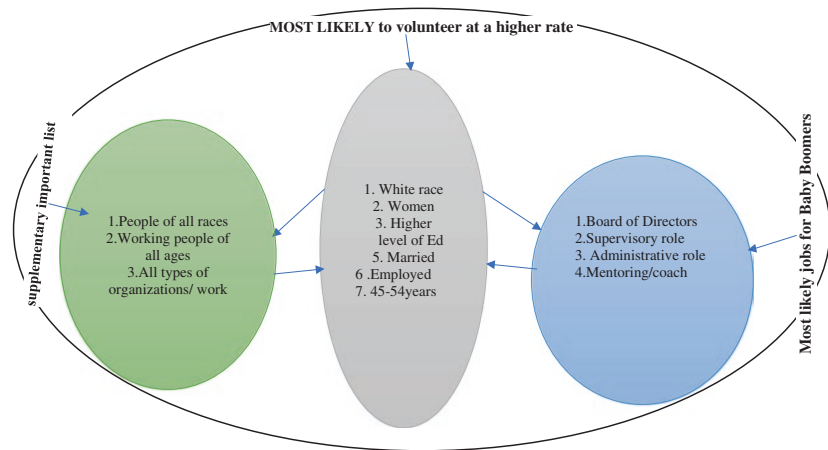 MOST LIKELY to volunteer at a higher rate
supplementary important list
1.People of all races
2.Working people of
all ages
3.All types of
organizations/ work
1. White race
2. Women
3. Higher
level of Ed
5. Married
6 .Employed
7. 45-54years
1.Board of Directors
2.Supervisory role
3. Administrative role
4.Mentoring/coach
Most likely jobs for Baby Boomers